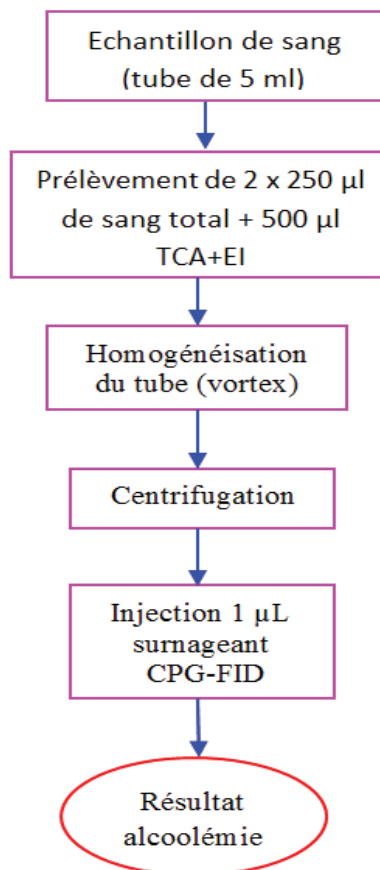 Echantillon de sang
(tube de 5 ml)
Prélèvement de 2 x 250 µl
de sang total + 500 µl
TCA+EI
Homogénéisation
du tube (vortex)
Centrifugation
Injection 1 µL
surnageant
CPG-FID
Résultat
alcoolémie